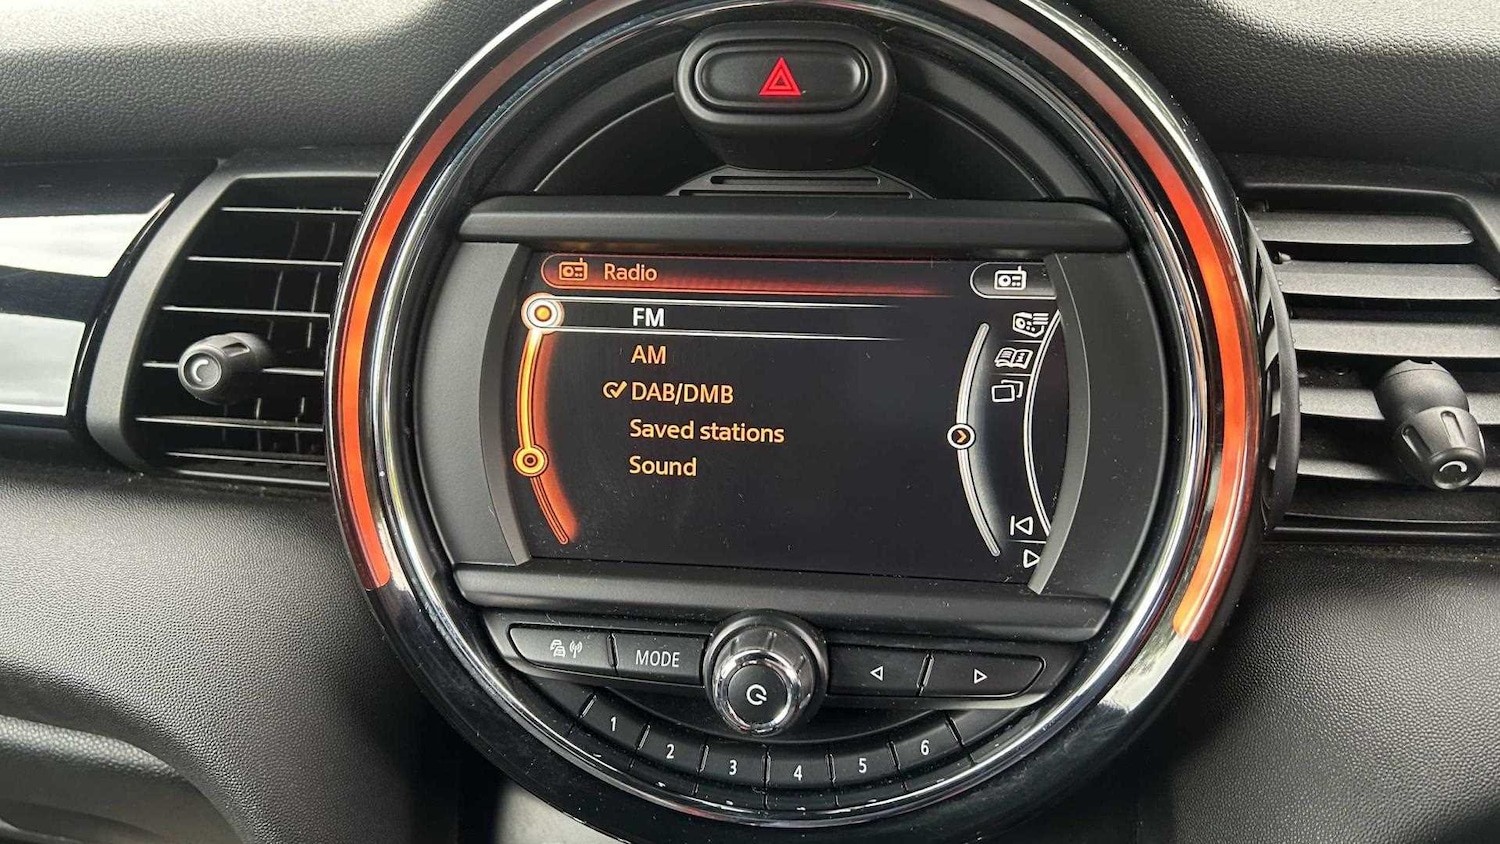 Radio
FM
AM
DAB/DMB
Saved stations
Sound
MODE
1
2
3
4
5
6